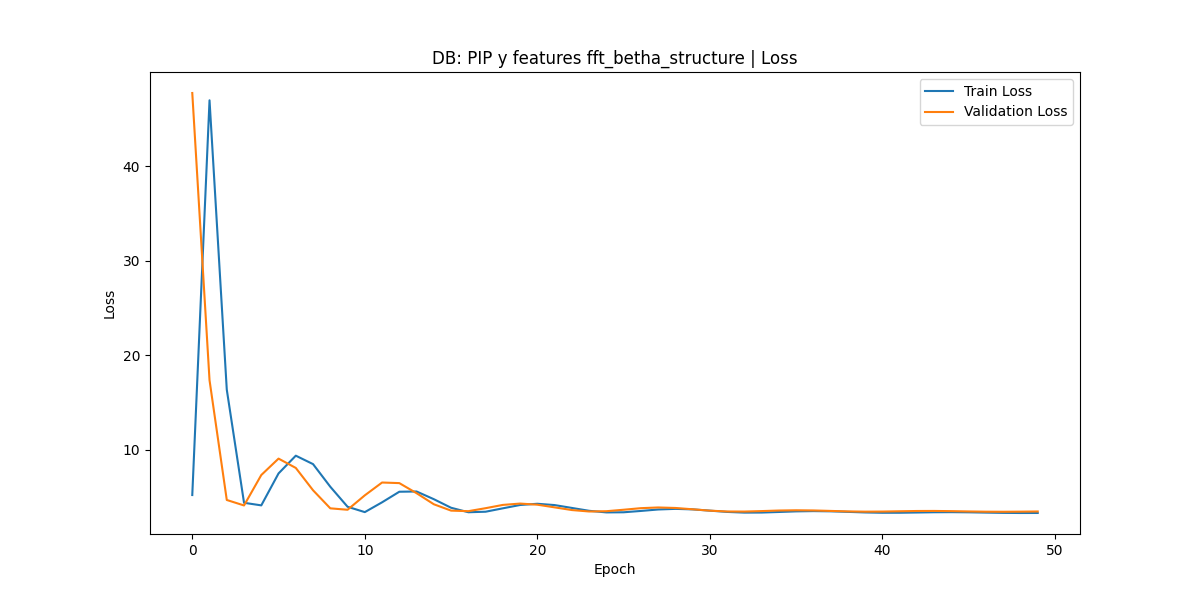 DB: PIP y features fft_betha_structure | Loss
Train Loss
Validation Loss
Loss
40
30
20
10
0 10 20 30 40 50
Epoch